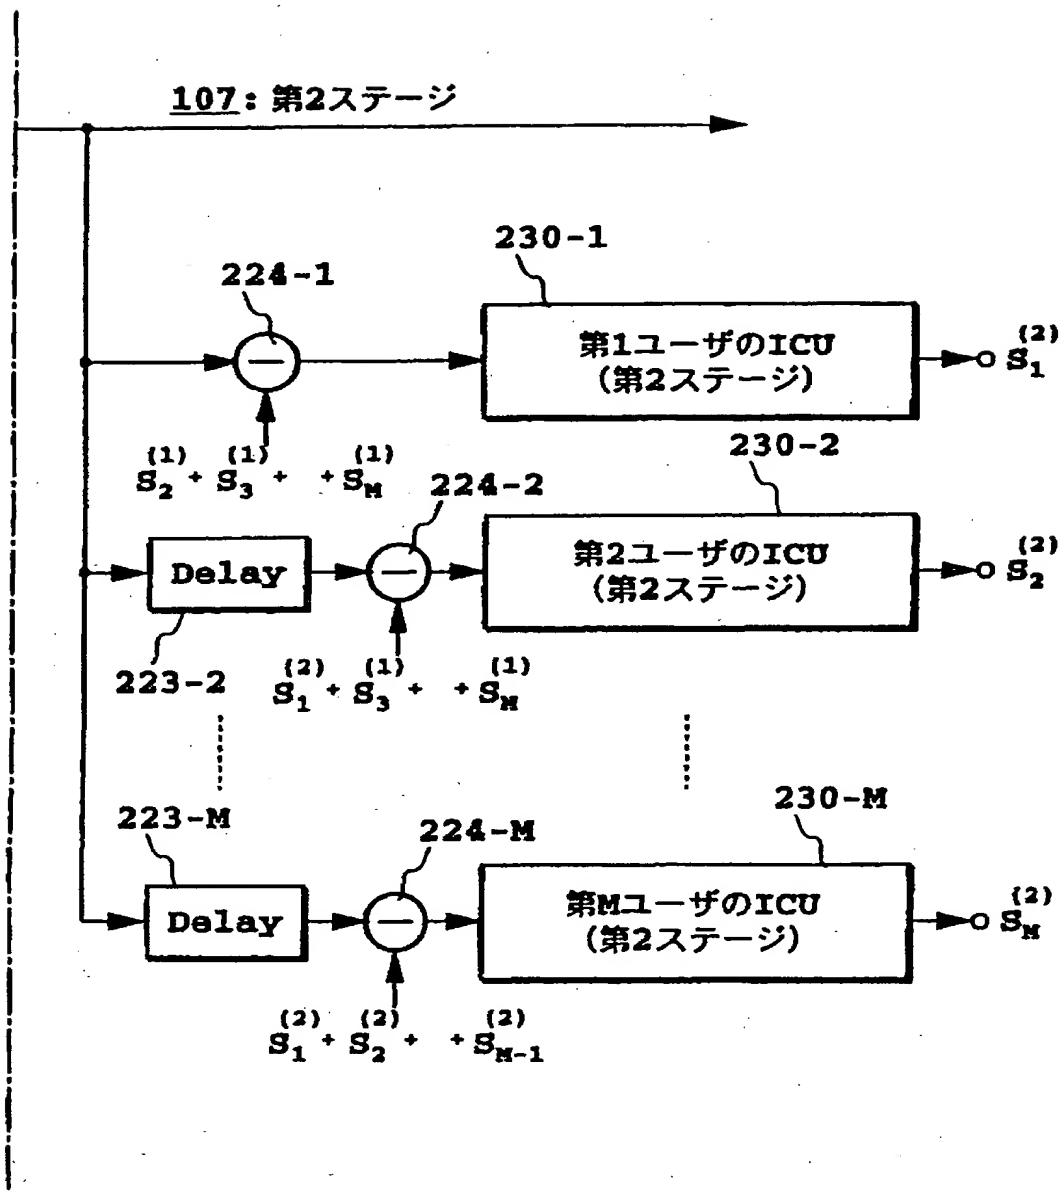 107: 第2ステージ
230-1
224-1
第1ユーザのICU
(第2ステージ)
S₁⁽²⁾
S₂⁽¹⁾ + S₃⁽¹⁾ + + S_M⁽¹⁾
230-2
224-2
Delay
第2ユーザのICU
(第2ステージ)
S₂⁽²⁾
223-2
S₁⁽²⁾ + S₃⁽¹⁾ + + S_M⁽¹⁾
223-M
224-M
230-M
Delay
第MユーザのICU
(第2ステージ)
S_M⁽²⁾
S₁⁽²⁾ + S₂⁽²⁾ + + S_M-1⁽²⁾